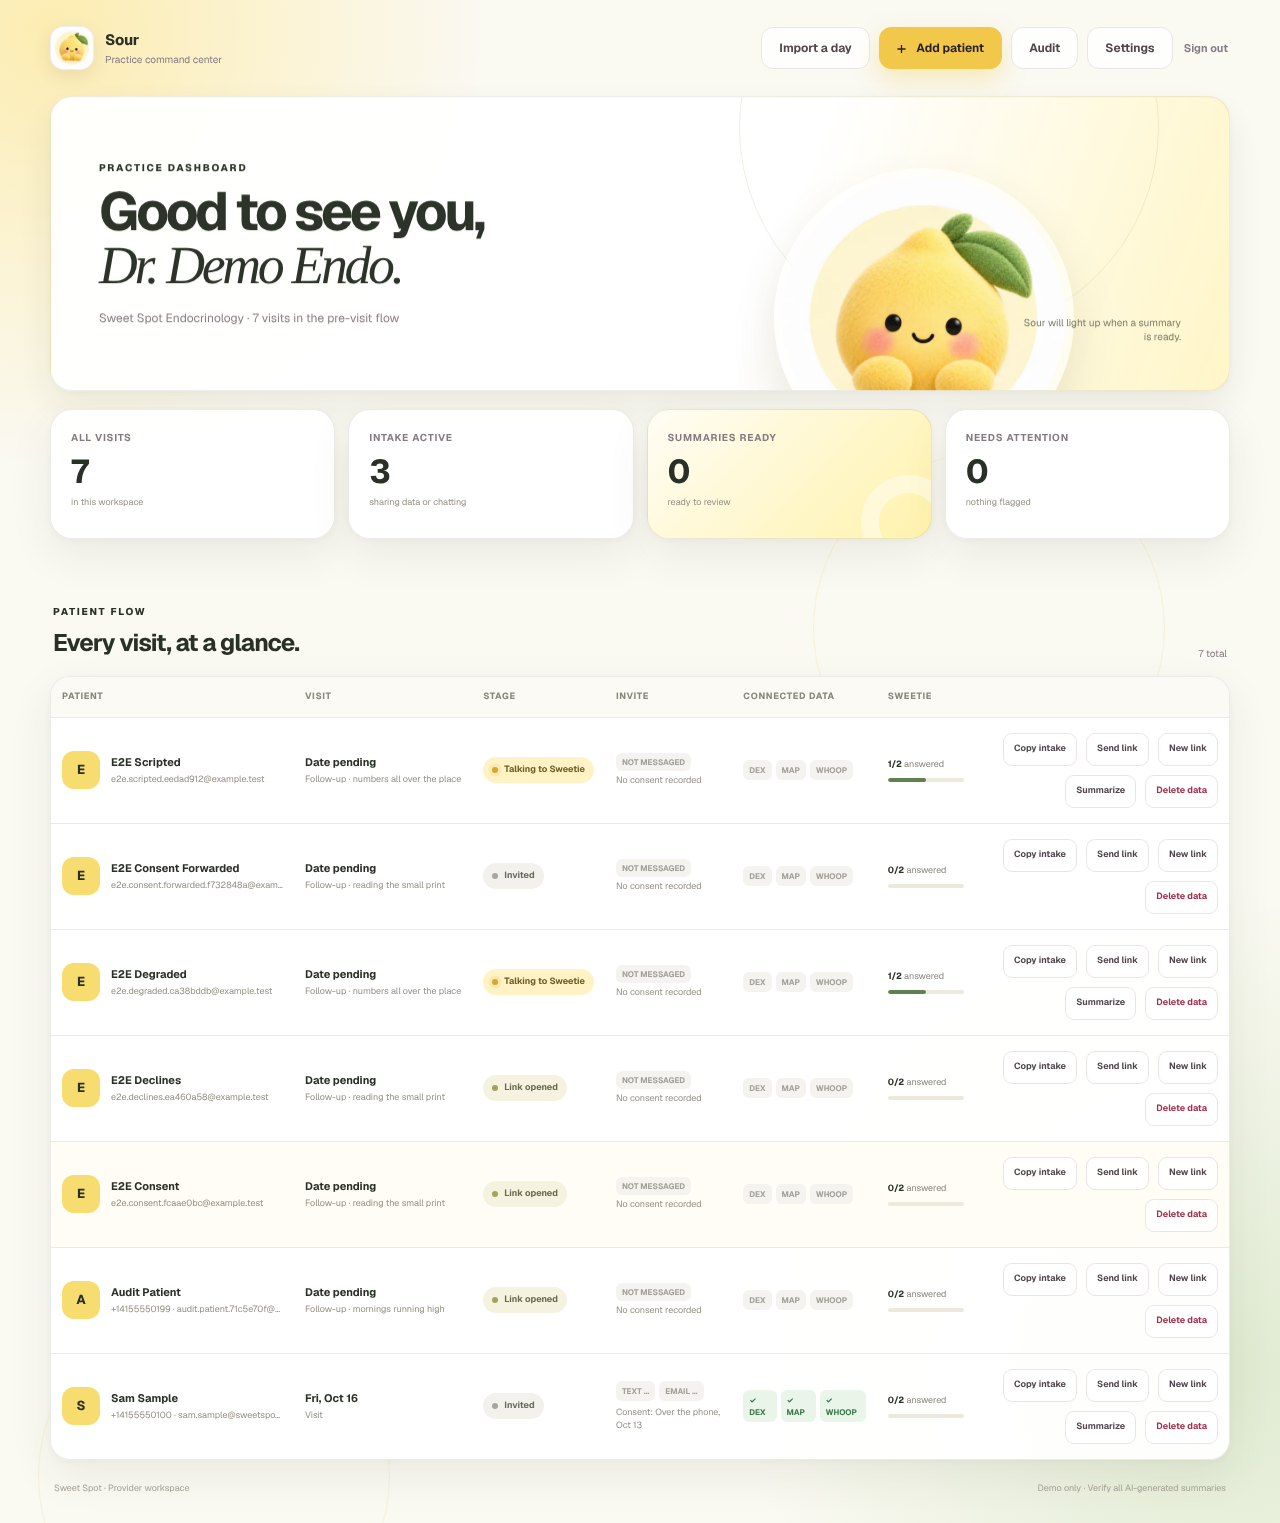 Sour
Practice command center
Import a day
+ Add patient
Audit
Settings
Sign out
PRACTICE DASHBOARD
Good to see you,
Dr. Demo Endo.
Sweet Spot Endocrinology · 7 visits in the pre-visit flow
Sour will light up when a summary
is ready.
ALL VISITS
7
in this workspace
INTAKE ACTIVE
3
sharing data or chatting
SUMMARIES READY
0
ready to review
NEEDS ATTENTION
0
nothing flagged
PATIENT FLOW
Every visit, at a glance.
7 total
PATIENT VISIT STAGE INVITE CONNECTED DATA SWEETIE
E
E2E Scripted
e2e.scripted.eedad912@example.test
Date pending
Follow-up · numbers all over the place
Talking to Sweetie
NOT MESSAGED
No consent recorded
DEX MAP WHOOP
1/2 answered
Copy intake Send link New link
Summarize Delete data
E
E2E Consent Forwarded
e2e.consent.forwarded.f732848a@exam...
Date pending
Follow-up · reading the small print
Invited
NOT MESSAGED
No consent recorded
DEX MAP WHOOP
0/2 answered
Copy intake Send link New link
Delete data
E
E2E Degraded
e2e.degraded.ca38bddb@example.test
Date pending
Follow-up · numbers all over the place
Talking to Sweetie
NOT MESSAGED
No consent recorded
DEX MAP WHOOP
1/2 answered
Copy intake Send link New link
Summarize Delete data
E
E2E Declines
e2e.declines.ea460a58@example.test
Date pending
Follow-up · reading the small print
Link opened
NOT MESSAGED
No consent recorded
DEX MAP WHOOP
0/2 answered
Copy intake Send link New link
Delete data
E
E2E Consent
e2e.consent.fcaae0bc@example.test
Date pending
Follow-up · reading the small print
Link opened
NOT MESSAGED
No consent recorded
DEX MAP WHOOP
0/2 answered
Copy intake Send link New link
Delete data
A
Audit Patient
+14155550199 · audit.patient.71c5e70f@...
Date pending
Follow-up · mornings running high
Link opened
NOT MESSAGED
No consent recorded
DEX MAP WHOOP
0/2 answered
Copy intake Send link New link
Delete data
S
Sam Sample
+14155550100 · sam.sample@sweetspo...
Fri, Oct 16
Visit
Invited
TEXT ... EMAIL ...
Consent: Over the phone,
Oct 13
✓ ✓ ✓
DEX MAP WHOOP
0/2 answered
Copy intake Send link New link
Summarize Delete data
Sweet Spot · Provider workspace
Demo only · Verify all AI-generated summaries